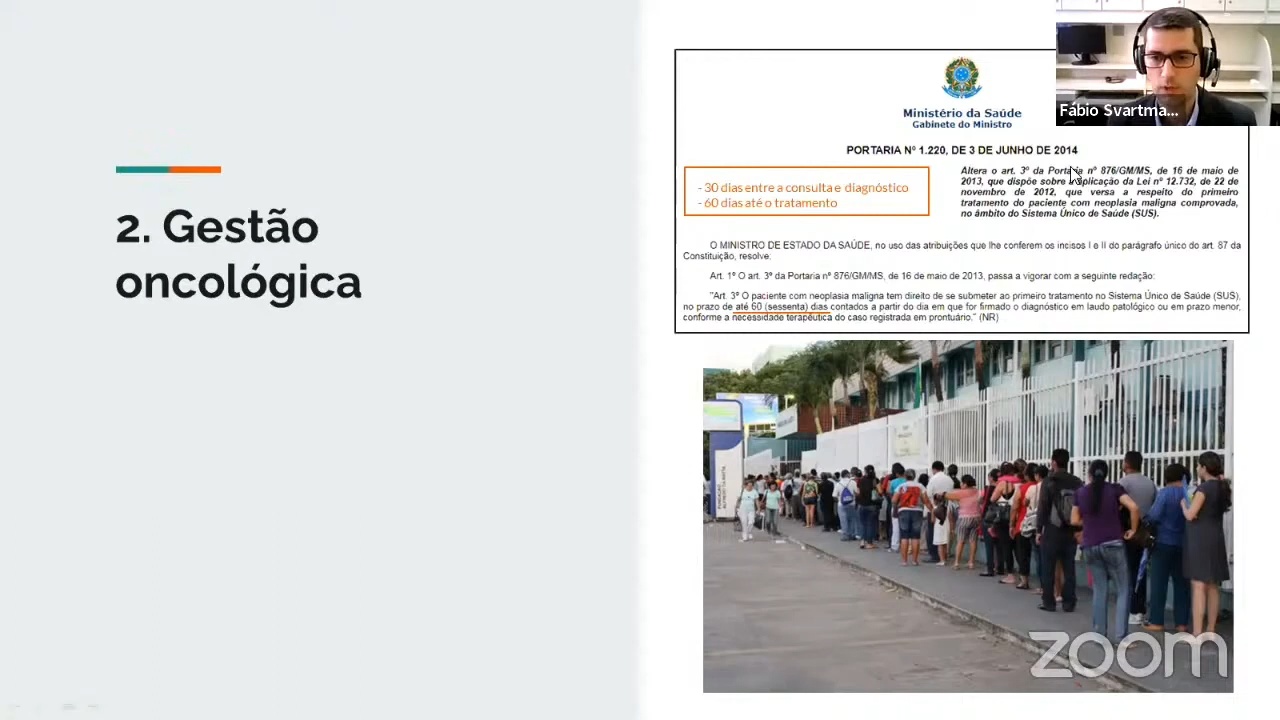 2. Gestão
oncológica
Fábio Svartma...
Ministério da Saúde
Gabinete do Ministro
PORTARIA Nº 1.220, DE 3 DE JUNHO DE 2014
- 30 dias entre a consulta e diagnóstico
- 60 dias até o tratamento
Altera o art. 3º da Portaria nº 876/GM/MS, de 16 de maio de
2013, que dispõe sobre a aplicação da Lei nº 12.732, de 22 de
novembro de 2012, que versa a respeito do primeiro
tratamento do paciente com neoplasia maligna comprovada,
no âmbito do Sistema Único de Saúde (SUS).
O MINISTRO DE ESTADO DA SAÚDE, no uso das atribuições que lhe conferem os incisos I e II do parágrafo único do art. 87 da
Constituição, resolve:
Art. 1º O art. 3º da Portaria nº 876/GM/MS, de 16 de maio de 2013, passa a vigorar com a seguinte redação:
"Art. 3º O paciente com neoplasia maligna tem direito de se submeter ao primeiro tratamento no Sistema Único de Saúde (SUS),
no prazo de até 60 (sessenta) dias contados a partir do dia em que for firmado o diagnóstico em laudo patológico ou em prazo menor,
conforme a necessidade terapêutica do caso registrada em prontuário." (NR)
zoom